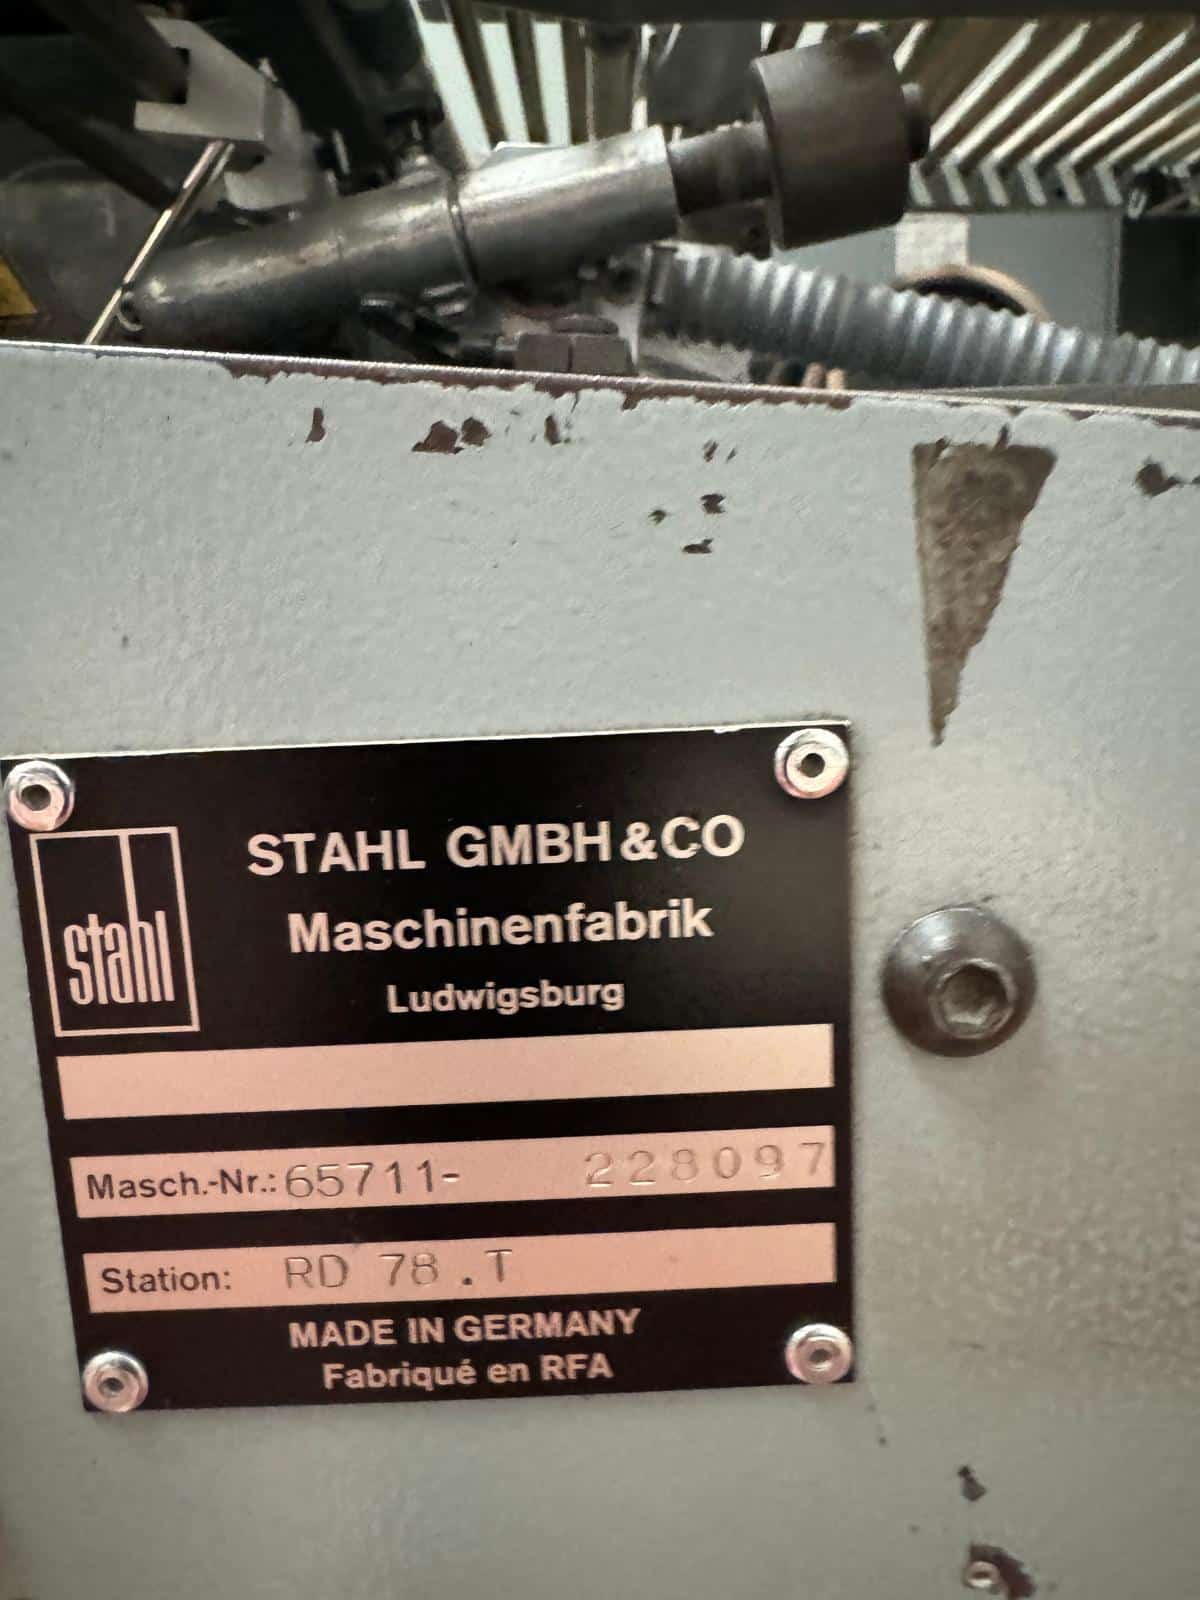 stahl
STAHL GMBH & CO
Maschinenfabrik
Ludwigsburg
Masch.-Nr.: 65711- 228097
Station: RD 78 .T
MADE IN GERMANY
Fabriqué en RFA